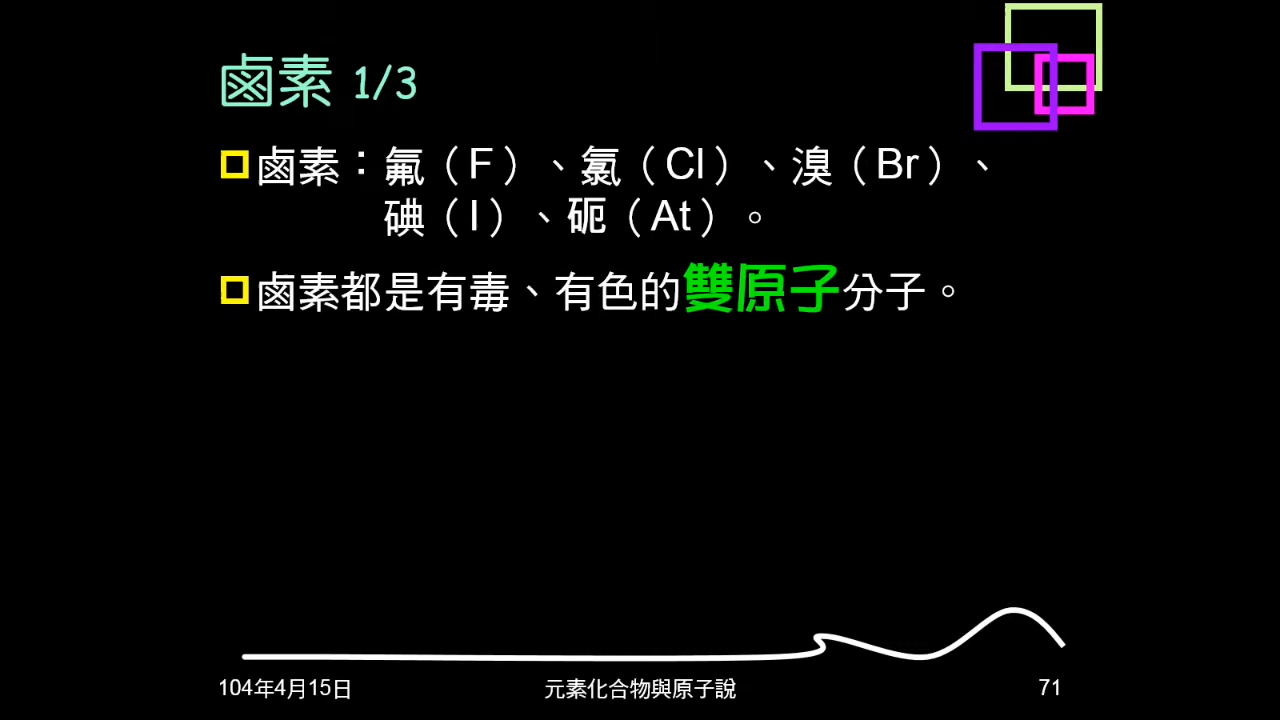 鹵素 1/3
鹵素：氟（F）、氯（Cl）、溴（Br）、
碘（I）、砈（At）。
鹵素都是有毒、有色的雙原子分子。
104年4月15日
元素化合物與原子說
71